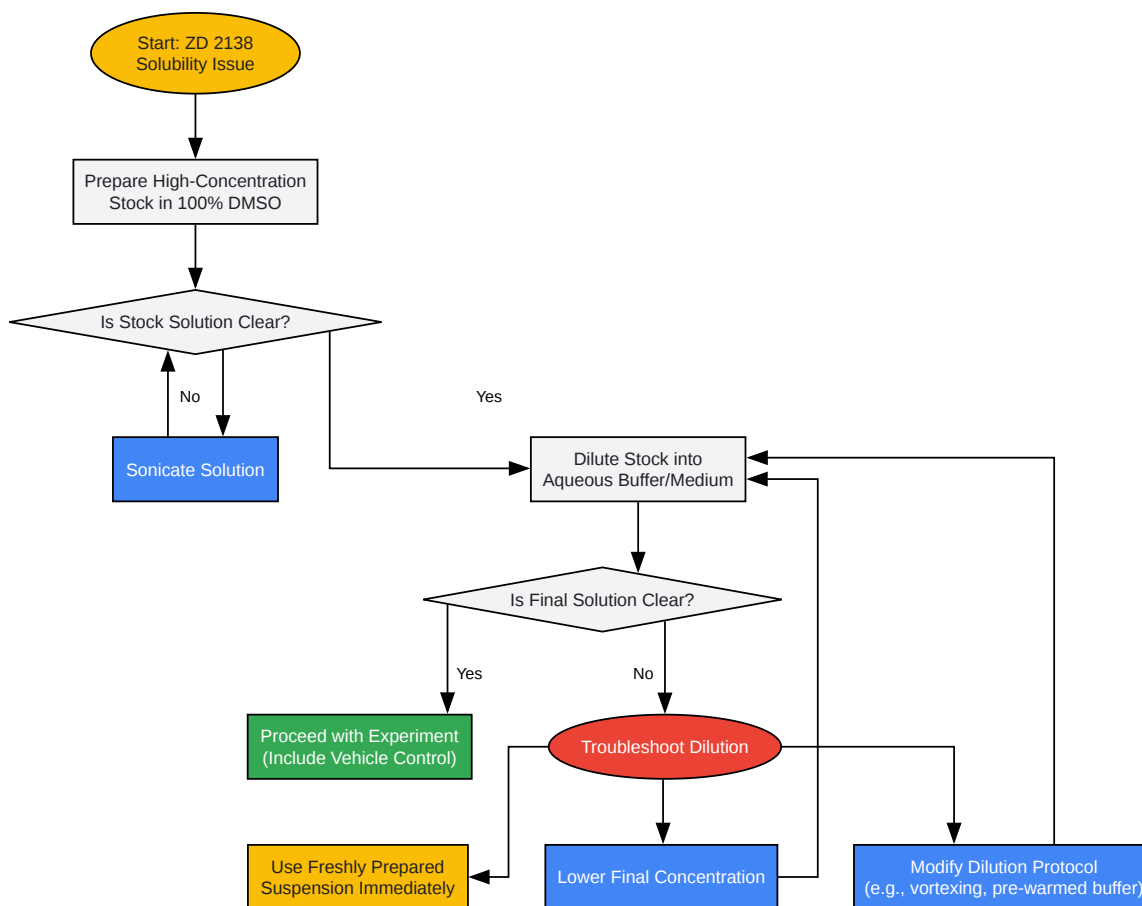 Start: ZD 2138
Solubility Issue
Prepare High-Concentration
Stock in 100% DMSO
Is Stock Solution Clear?
No
Yes
Sonicate Solution
Dilute Stock into
Aqueous Buffer/Medium
Is Final Solution Clear?
Yes
No
Proceed with Experiment
(Include Vehicle Control)
Troubleshoot Dilution
Use Freshly Prepared
Suspension Immediately
Lower Final Concentration
Modify Dilution Protocol
(e.g., vortexing, pre-warmed buffer)